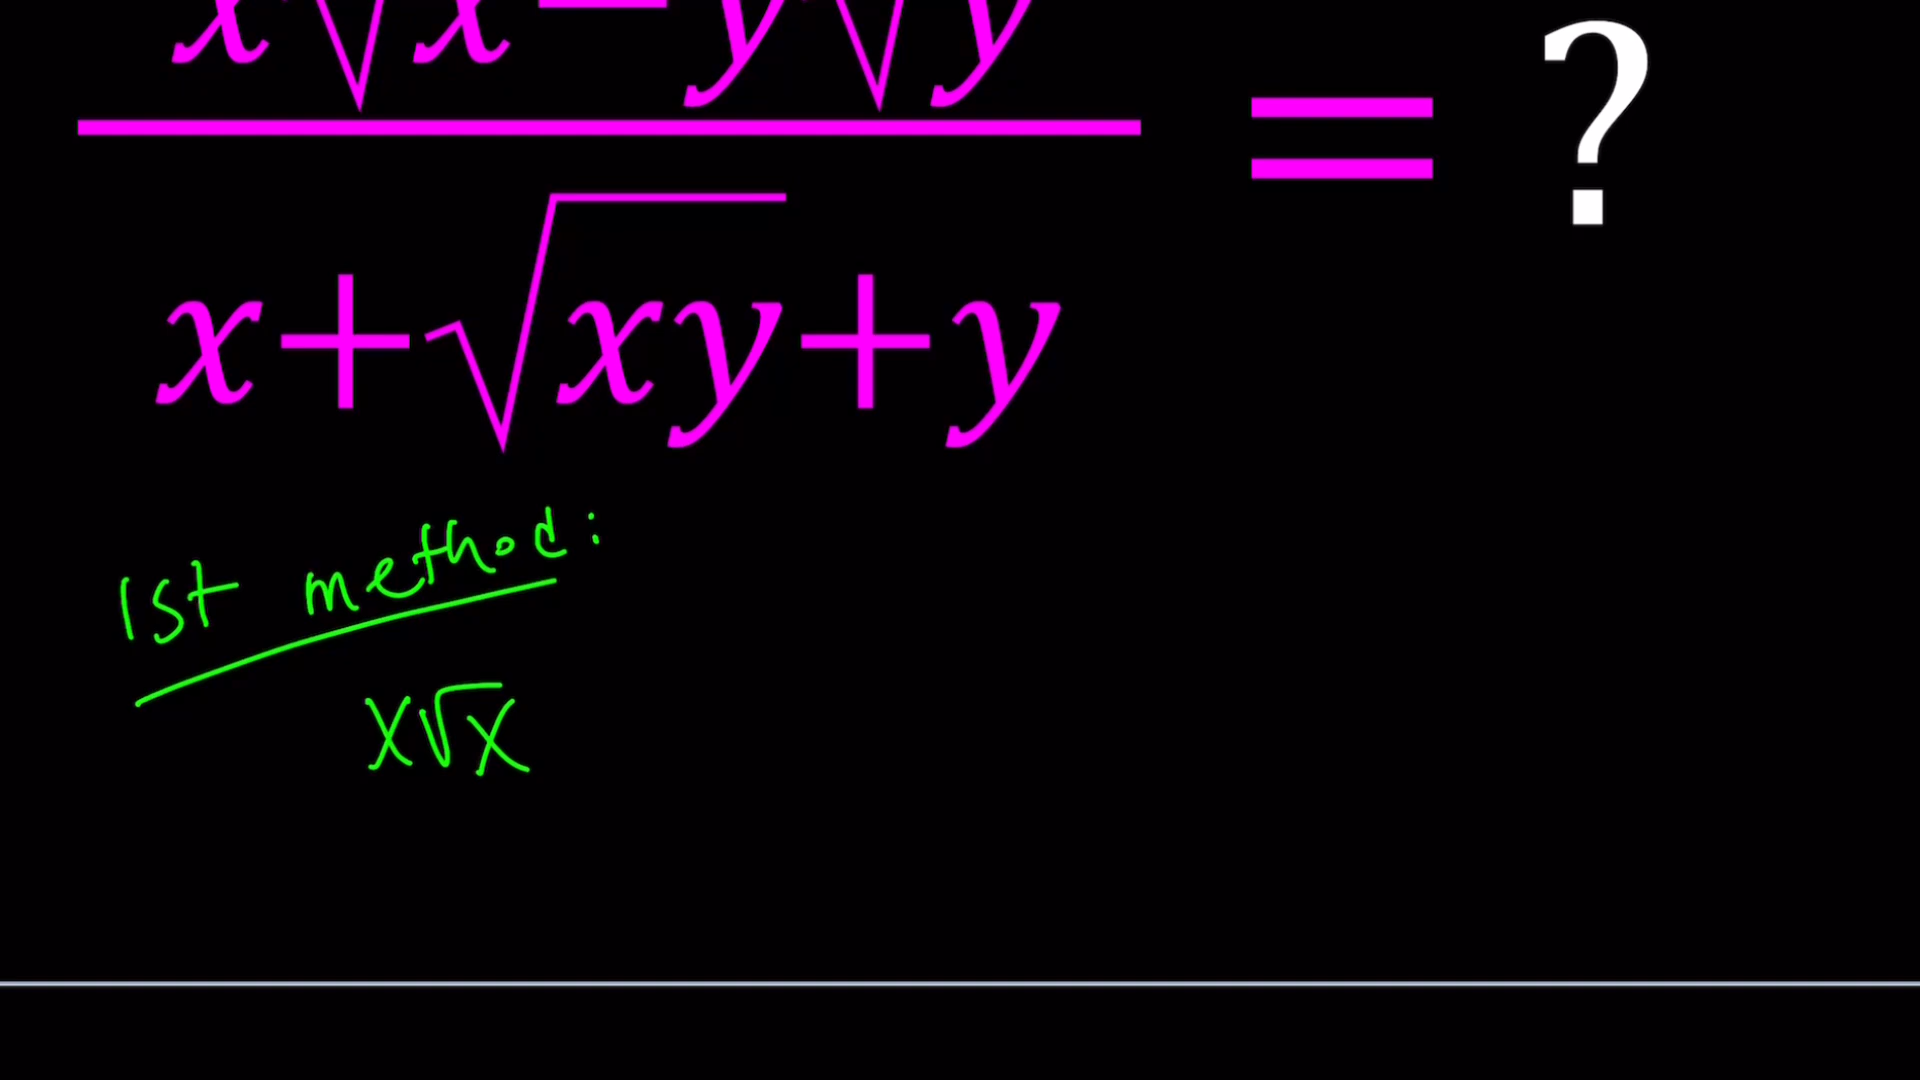 x√x−y√y = ?
x+√xy+y
1st method:
x√x